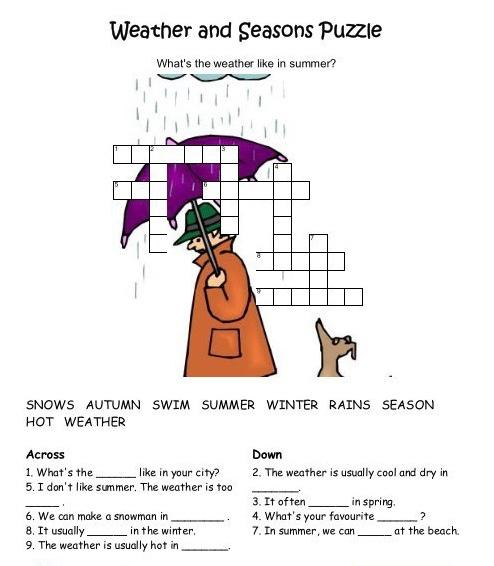 Weather and Seasons Puzzle
What's the weather like in summer?
1 2 3
4
5 6
7
8
9
SNOWS AUTUMN SWIM SUMMER WINTER RAINS SEASON
HOT WEATHER
Across
1. What's the ______ like in your city?
5. I don't like summer. The weather is too
_____ .
6. We can make a snowman in ________ .
8. It usually ______ in the winter.
9. The weather is usually hot in _______.
Down
2. The weather is usually cool and dry in
_______.
3. It often ______ in spring.
4. What's your favourite ______ ?
7. In summer, we can _____ at the beach.